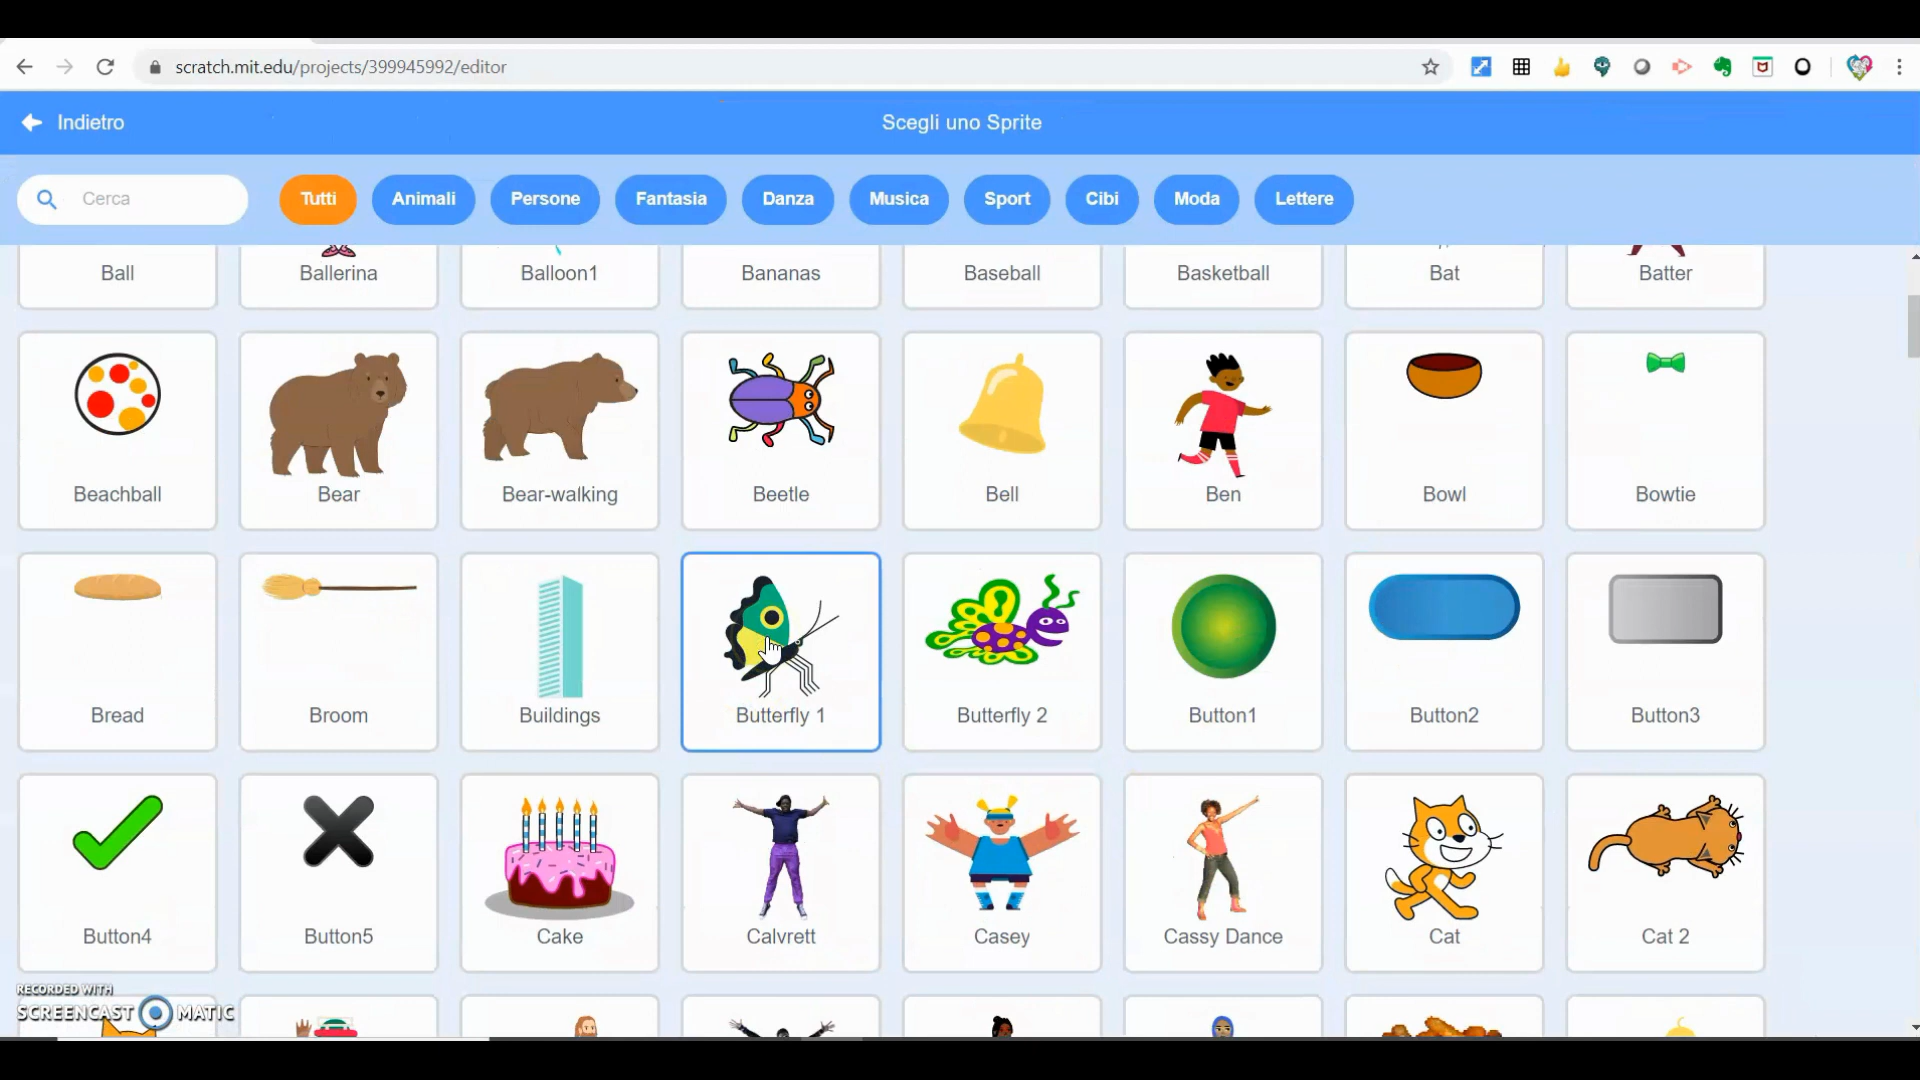 scratch.mit.edu/projects/399945992/editor
Indietro
Scegli uno Sprite
Cerca
Tutti
Animali
Persone
Fantasia
Danza
Musica
Sport
Cibi
Moda
Lettere
Ball
Ballerina
Balloon1
Bananas
Baseball
Basketball
Bat
Batter
Beachball
Bear
Bear-walking
Beetle
Bell
Ben
Bowl
Bowtie
Bread
Broom
Buildings
Butterfly 1
Butterfly 2
Button1
Button2
Button3
Button4
Button5
Cake
Calvrett
Casey
Cassy Dance
Cat
Cat 2
RECORDED WITH
SCREENCAST MATIC